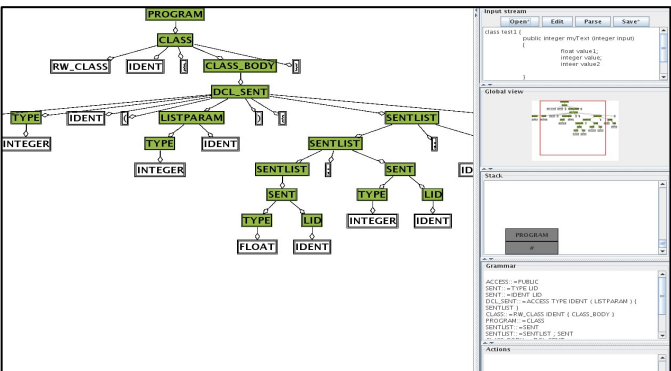 PROGRAM
CLASS
RW_CLASS IDENT { CLASS_BODY }
DCL_SENT
TYPE IDENT ( LISTPARAM ) { SENTLIST
INTEGER TYPE IDENT SENTLIST ;
INTEGER SENTLIST ; SENT ID
SENT TYPE LID
TYPE LID INTEGER IDENT
FLOAT IDENT
Input stream
Open* Edit Parse Save*
class test1 {
public integer myText (integer input)
{
float value1;
integer value;
inteer value2
}
Global view
Stack
PROGRAM
#
Grammar
ACCESS::=PUBLIC
SENT::=TYPE LID
SENT::=IDENT LID
DCL_SENT::=ACCESS TYPE IDENT ( LISTPARAM ) {
SENTLIST }
CLASS::=RW_CLASS IDENT { CLASS_BODY }
PROGRAM::=CLASS
SENTLIST::=SENT
SENTLIST::=SENTLIST ; SENT
Actions